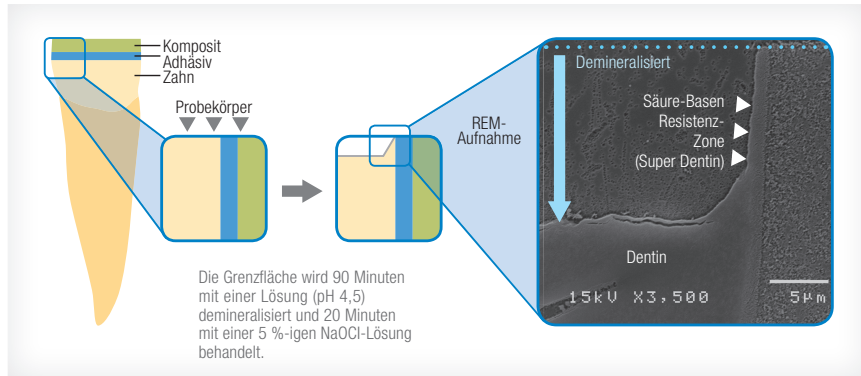 Komposit
Adhäsiv
Zahn
Probekörper
Die Grenzfläche wird 90 Minuten
mit einer Lösung (pH 4,5)
demineralisiert und 20 Minuten
mit einer 5 %-igen NaOCl-Lösung
behandelt.
REM-
Aufnahme
Demineralisiert
Säure-Basen
Resistenz-
Zone
(Super Dentin)
Dentin
15kV X3,500 5µm